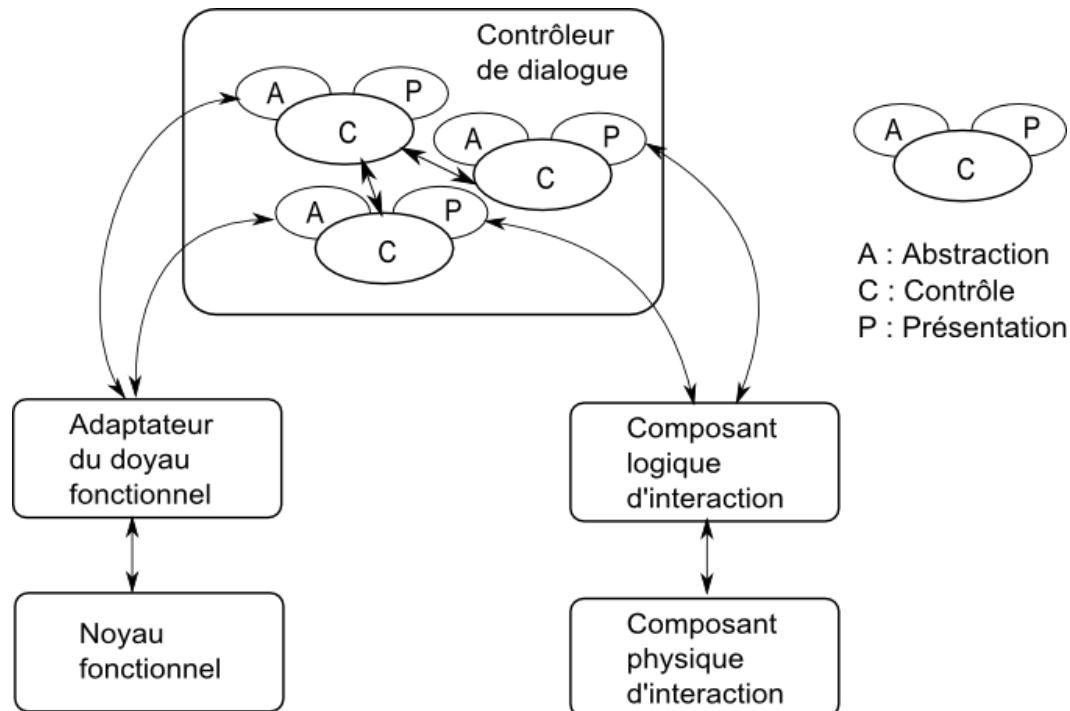 Contrôleur
de dialogue
A
P
C
A
P
C
A
P
C
A
P
C
A : Abstraction
C : Contrôle
P : Présentation
Adaptateur
du doyau
fonctionnel
Composant
logique
d'interaction
Noyau
fonctionnel
Composant
physique
d'interaction